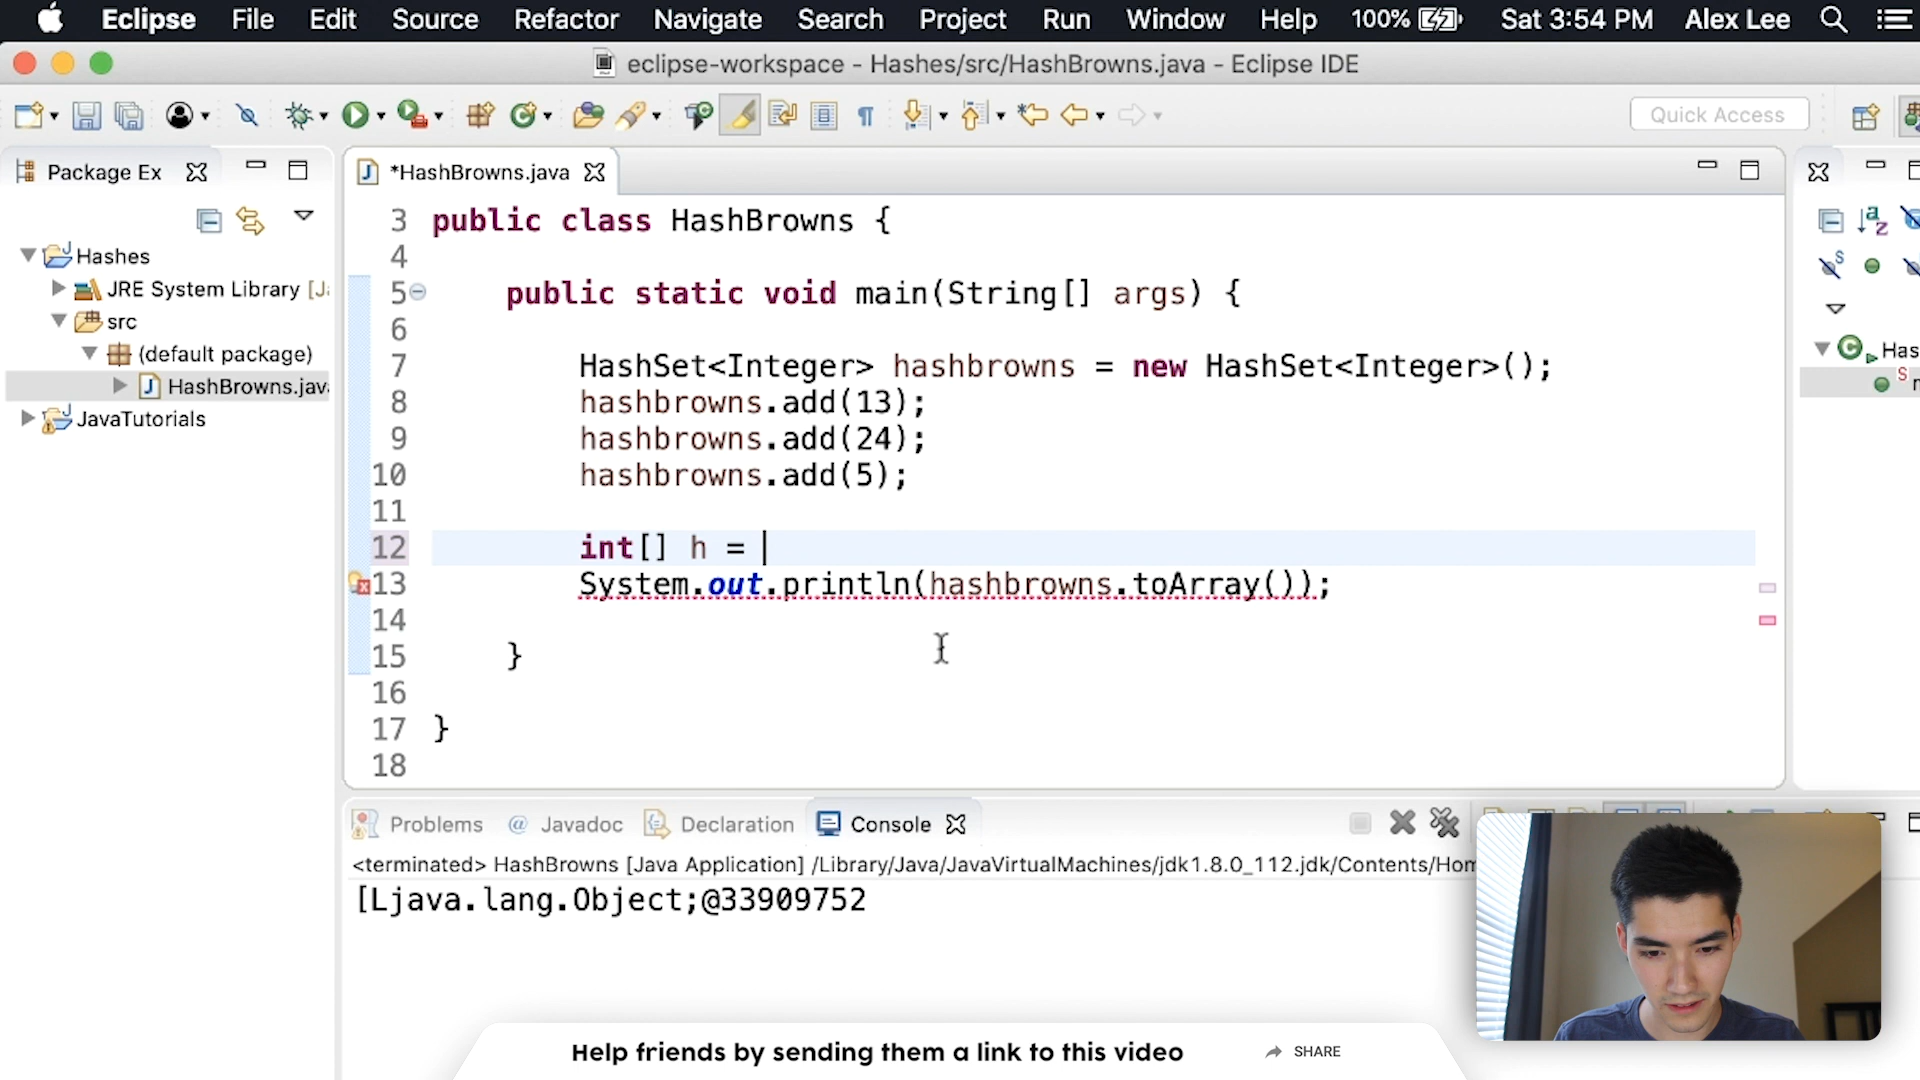 Eclipse File Edit Source Refactor Navigate Search Project Run Window Help 100% Sat 3:54 PM Alex Lee
eclipse-workspace - Hashes/src/HashBrowns.java - Eclipse IDE
Quick Access
Package Ex
*HashBrowns.java
Hashes
JRE System Library [Ja
src
(default package)
HashBrowns.jav
JavaTutorials
3 public class HashBrowns {
4
5 public static void main(String[] args) {
6
7 HashSet<Integer> hashbrowns = new HashSet<Integer>();
8 hashbrowns.add(13);
9 hashbrowns.add(24);
10 hashbrowns.add(5);
11
12 int[] h =
13 System.out.println(hashbrowns.toArray());
14
15 }
16
17 }
18
Has
Problems @ Javadoc Declaration Console
<terminated> HashBrowns [Java Application] /Library/Java/JavaVirtualMachines/jdk1.8.0_112.jdk/Contents/Hom
[Ljava.lang.Object;@33909752
Help friends by sending them a link to this video SHARE